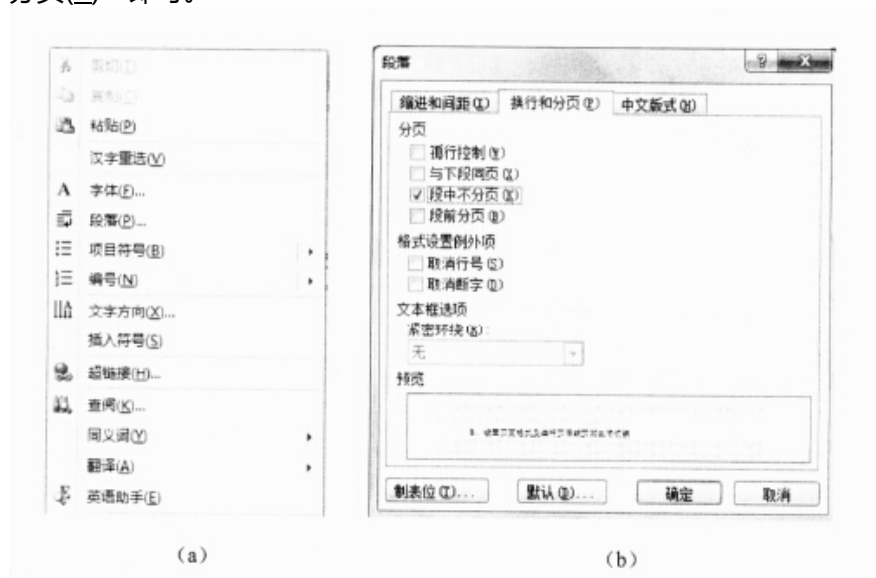 剪切(T)
复制(C)
粘贴(P)
汉字重选(V)
A 字体(F)...
段落(P)...
项目符号(B)
编号(N)
文字方向(X)...
插入符号(S)
超链接(H)...
查阅(K)...
同义词(Y)
翻译(A)
英语助手(E)
(a)
段落
缩进和间距(I) 换行和分页(P) 中文版式(H)
分页
孤行控制(W)
与下段同页(X)
段中不分页(K)
段前分页(B)
格式设置例外项
取消行号(S)
取消断字(D)
文本框选项
紧密环绕(R):
无
预览
制表位(T)... 默认(D)... 确定 取消
(b)